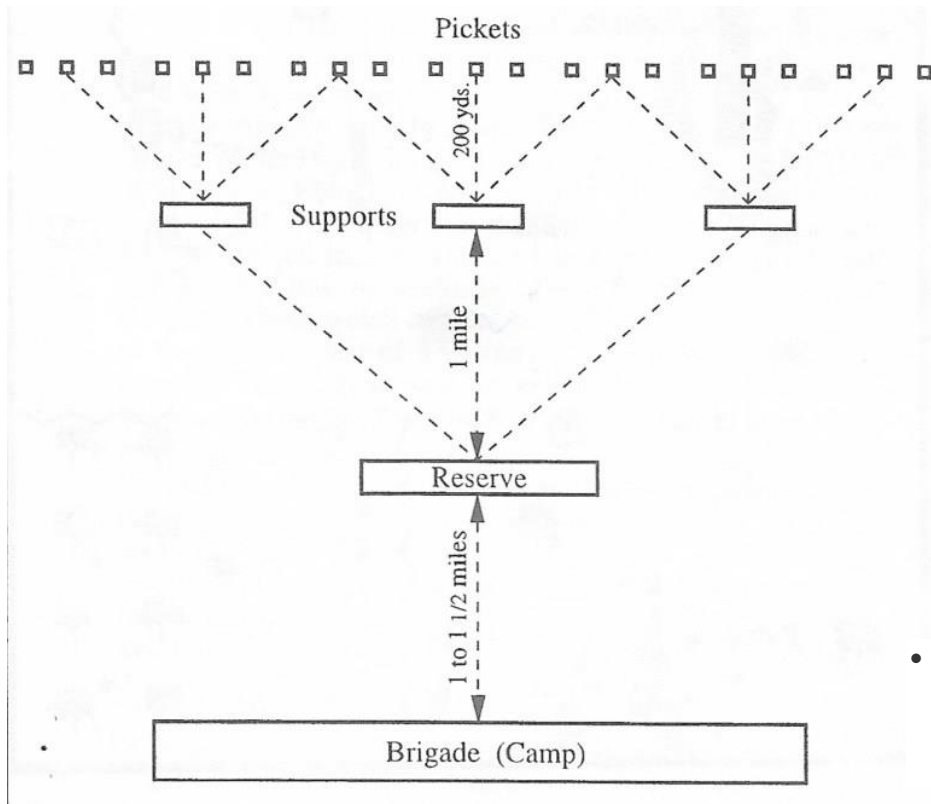 Pickets
200 yds.
Supports
1 mile
Reserve
1 to 1 1/2 miles
Brigade (Camp)